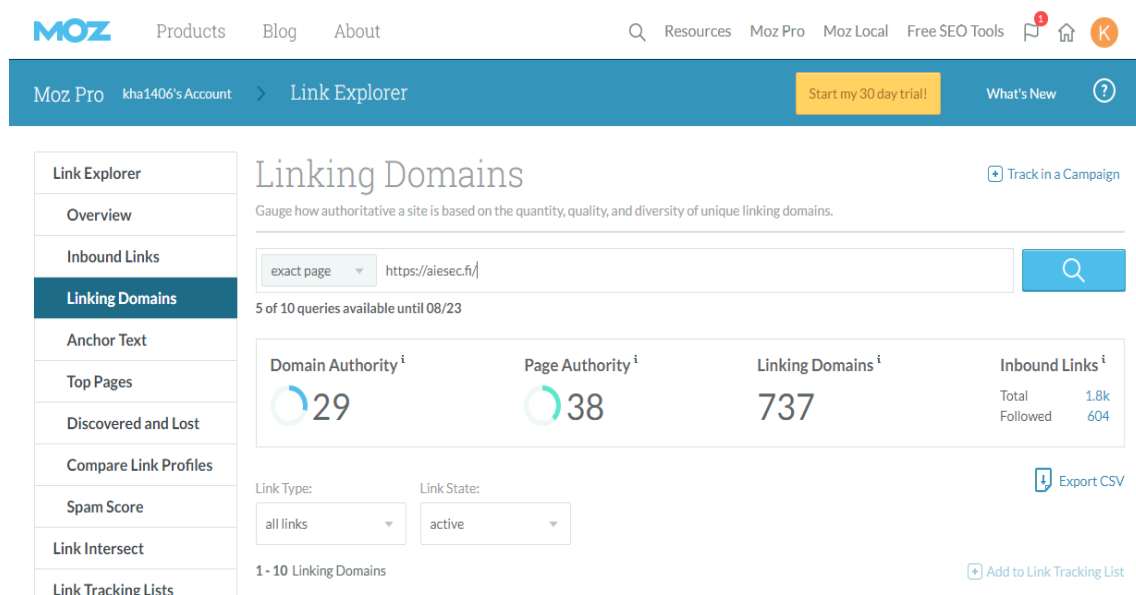 MOZ Products Blog About Resources Moz Pro Moz Local Free SEO Tools 1 K
Moz Pro kha1406's Account > Link Explorer Start my 30 day trial! What's New ?
Link Explorer
Overview
Inbound Links
Linking Domains
Anchor Text
Top Pages
Discovered and Lost
Compare Link Profiles
Spam Score
Link Intersect
Link Tracking Lists
Linking Domains
Track in a Campaign
Gauge how authoritative a site is based on the quantity, quality, and diversity of unique linking domains.
exact page https://aiesec.fi/
5 of 10 queries available until 08/23
Domain Authority i Page Authority i Linking Domains i Inbound Links i
29 38 737
Total 1.8k
Followed 604
Export CSV
Link Type: Link State:
all links active
1 - 10 Linking Domains
Add to Link Tracking List